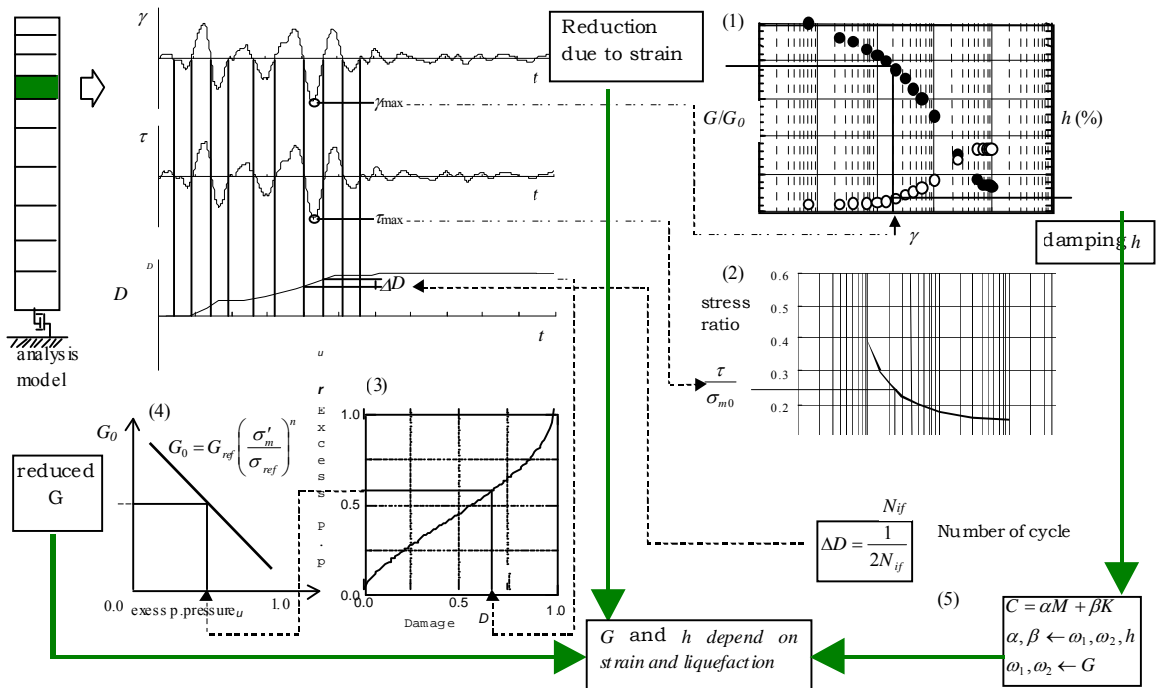 γ
t
γmax
τ
t
τmax
D
D
ΔD
t
analysis
model
Reduction
due to strain
(1)
G/G0
h (%)
γ
damping h
(2)
0.6
stress
ratio
0.4
0.3
0.2
τ/σm0
Nif
Number of cycle
ΔD = 1/2Nif
(3)
u
r
Excess p.p
1.0
0.5
0.0
0.0
0.5
1.0
Damage
D
(4)
G0
G0 = Gref(σ′m/σref)^n
0.0
exess p.pressure u
1.0
reduced
G
G and h depend on
strain and liquefaction
(5)
C = αM + βK
α, β ← ω1, ω2, h
ω1, ω2 ← G